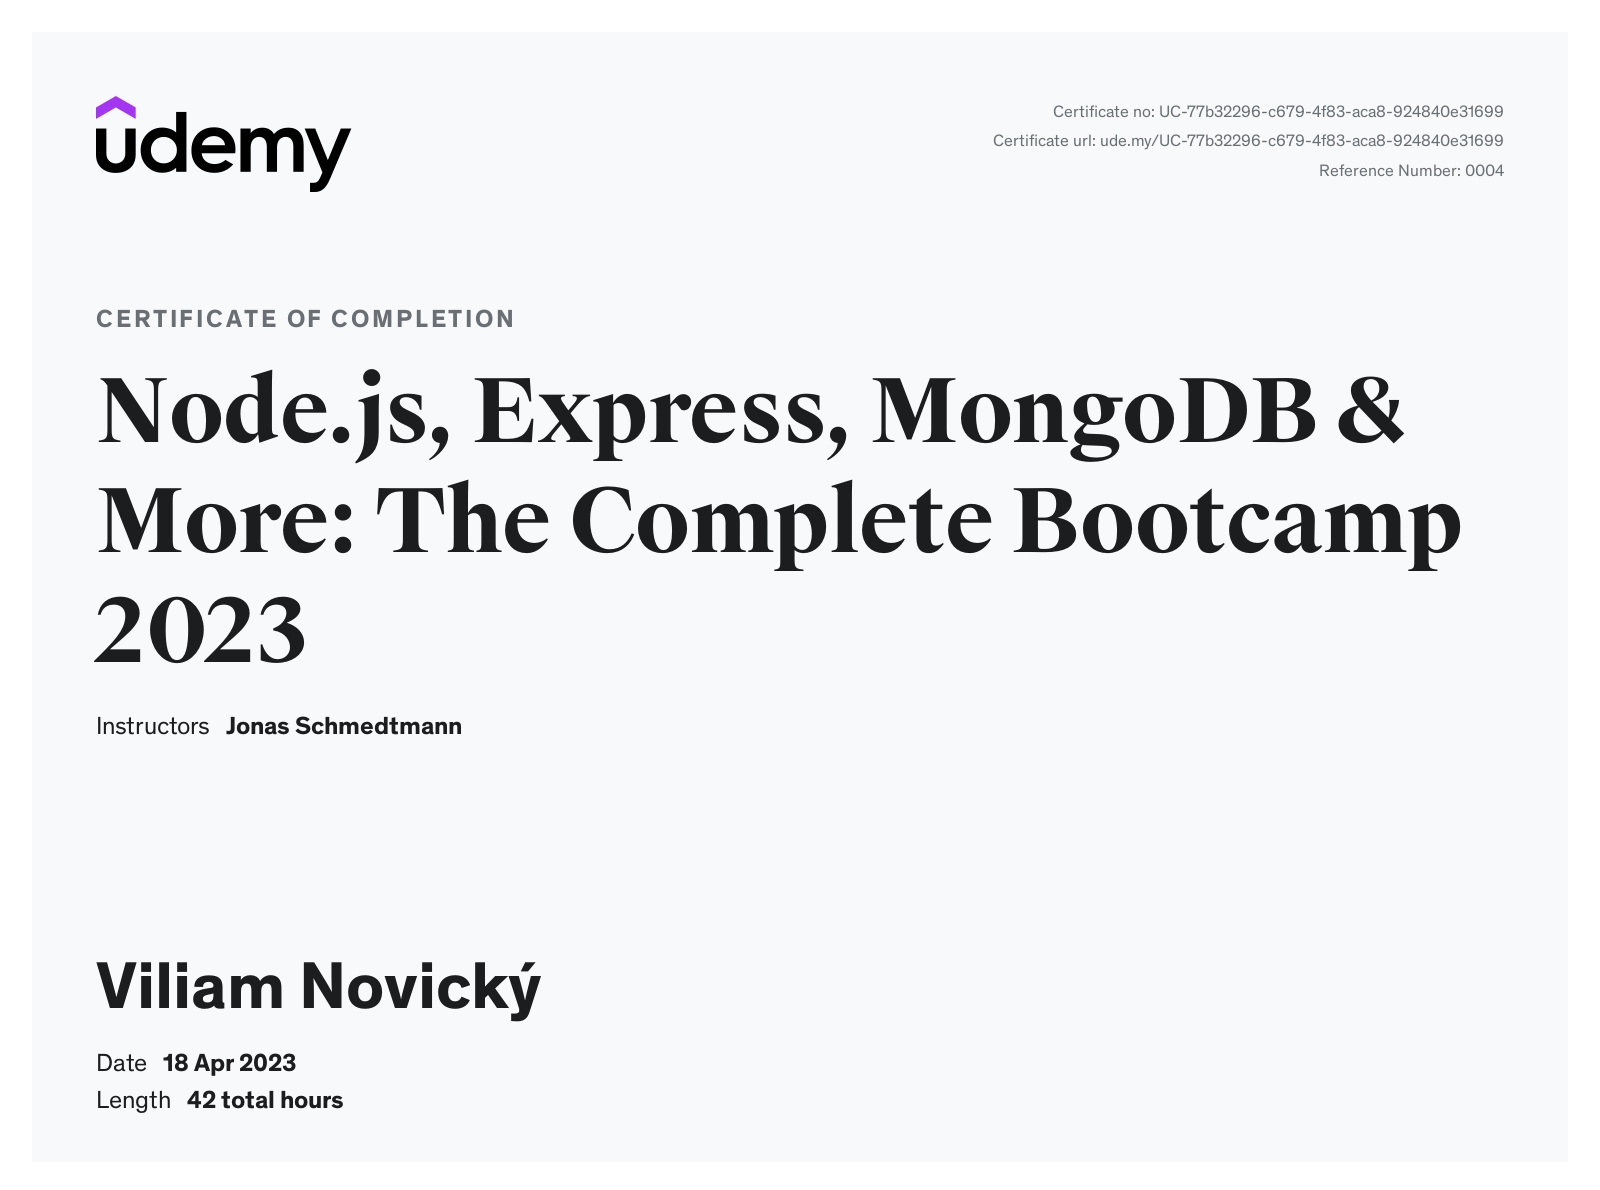 udemy
Certificate no: UC-77b32296-c679-4f83-aca8-924840e31699
Certificate url: ude.my/UC-77b32296-c679-4f83-aca8-924840e31699
Reference Number: 0004
CERTIFICATE OF COMPLETION
Node.js, Express, MongoDB &
More: The Complete Bootcamp
2023
Instructors Jonas Schmedtmann
Viliam Novický
Date 18 Apr 2023
Length 42 total hours